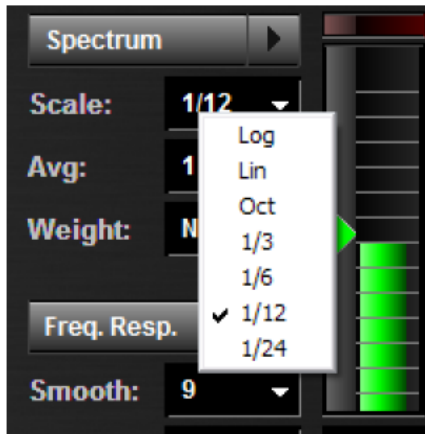 Spectrum
Scale: 1/12
Log
Lin
Avg: 1
Oct
Weight: N
1/3
1/6
1/12
Freq. Resp.
1/24
Smooth: 9